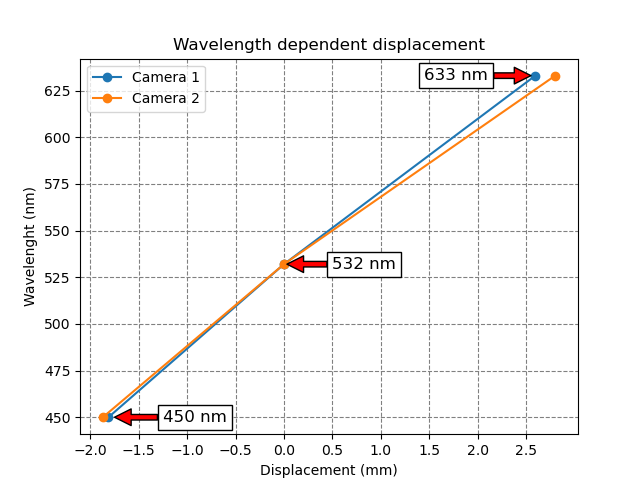 Wavelength dependent displacement
Camera 1
Camera 2
633 nm
532 nm
450 nm
625
600
575
550
525
500
475
450
Wavelenght (nm)
−2.0 −1.5 −1.0 −0.5 0.0 0.5 1.0 1.5 2.0 2.5
Displacement (mm)